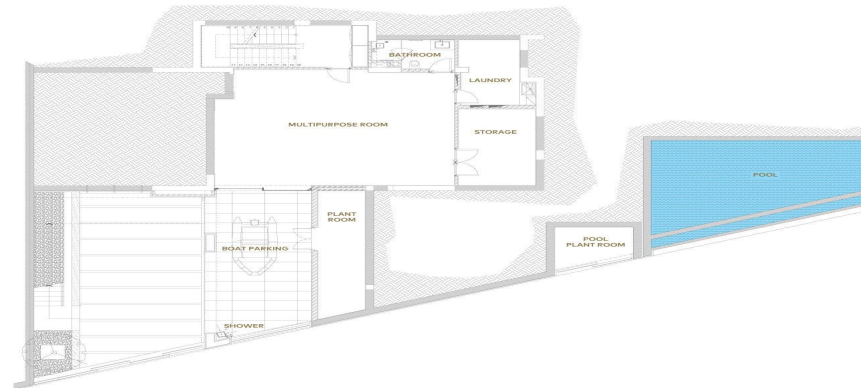 BATHROOM
LAUNDRY
MULTIPURPOSE ROOM
STORAGE
POOL
PLANT
ROOM
POOL
PLANT ROOM
BOAT PARKING
SHOWER